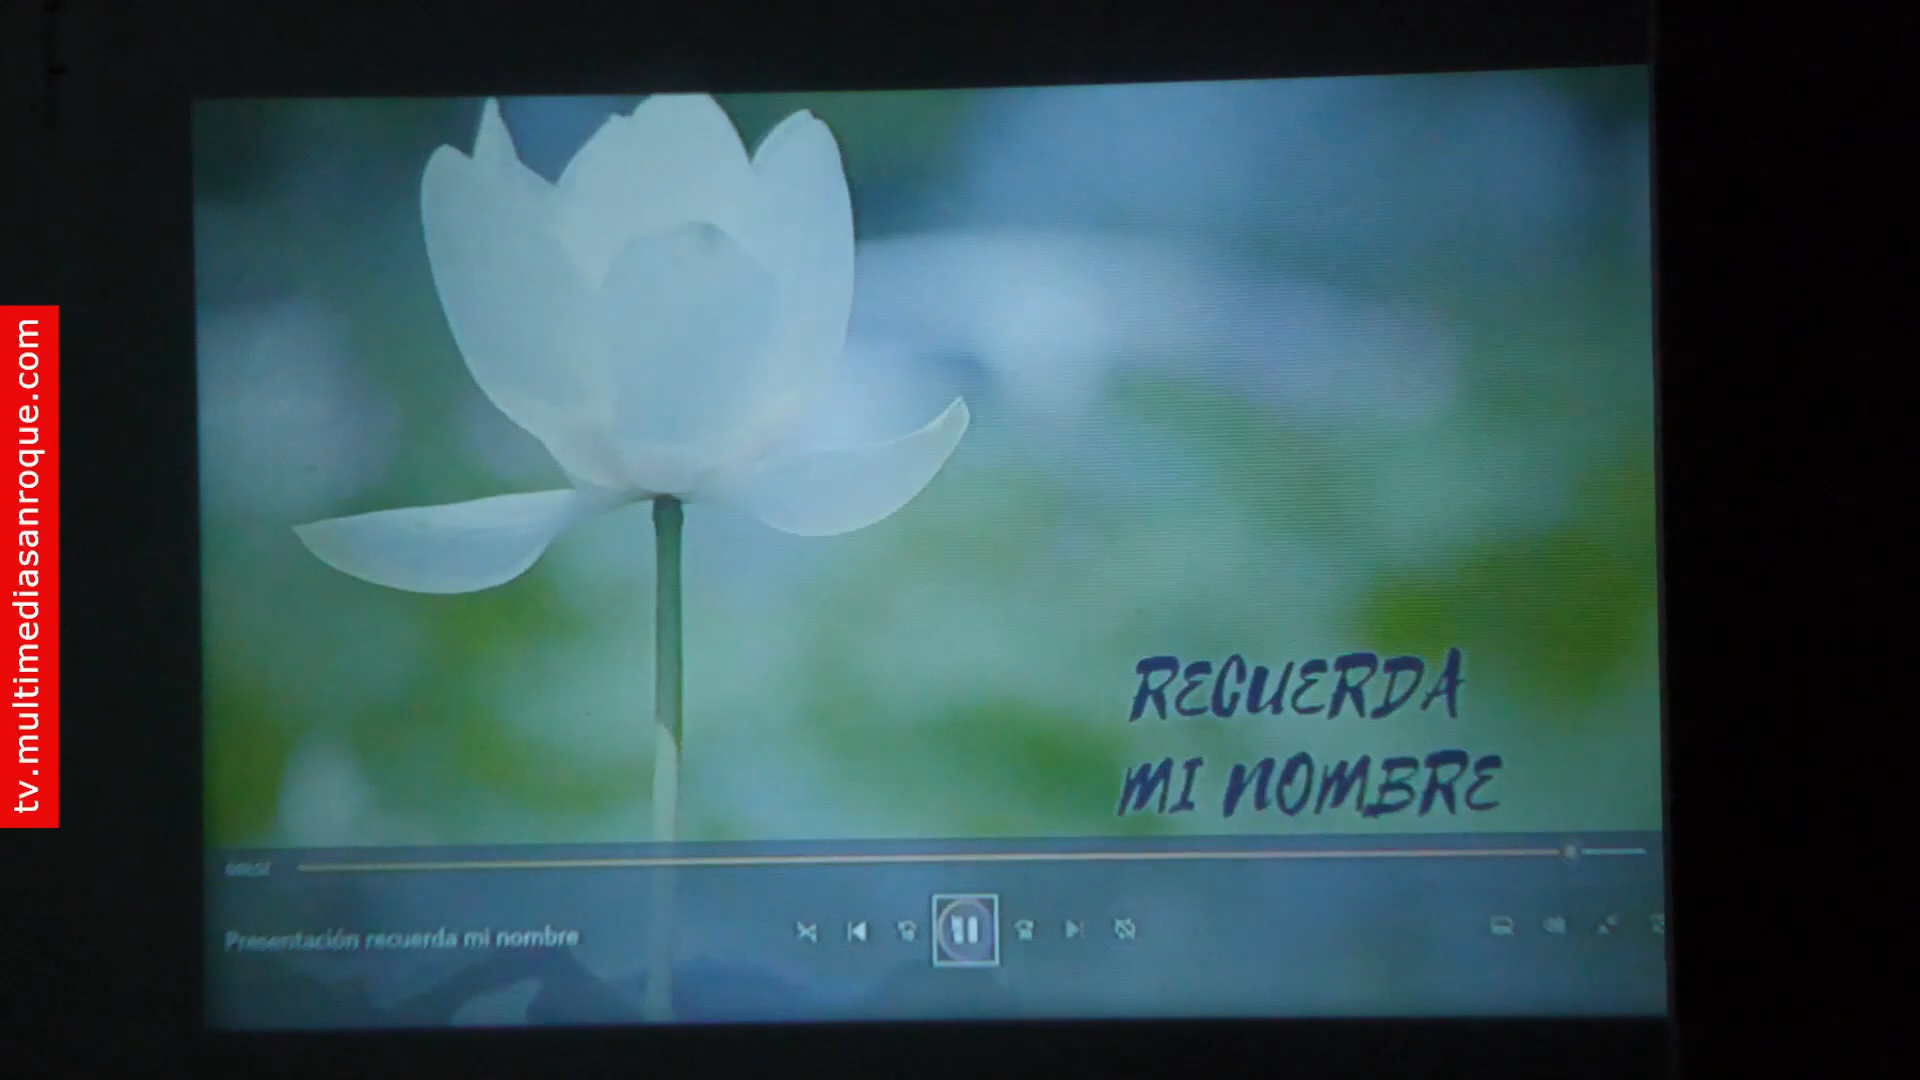 tv.multimediasanroque.com
RECUERDA
MI NOMBRE
Presentación recuerda mi nombre